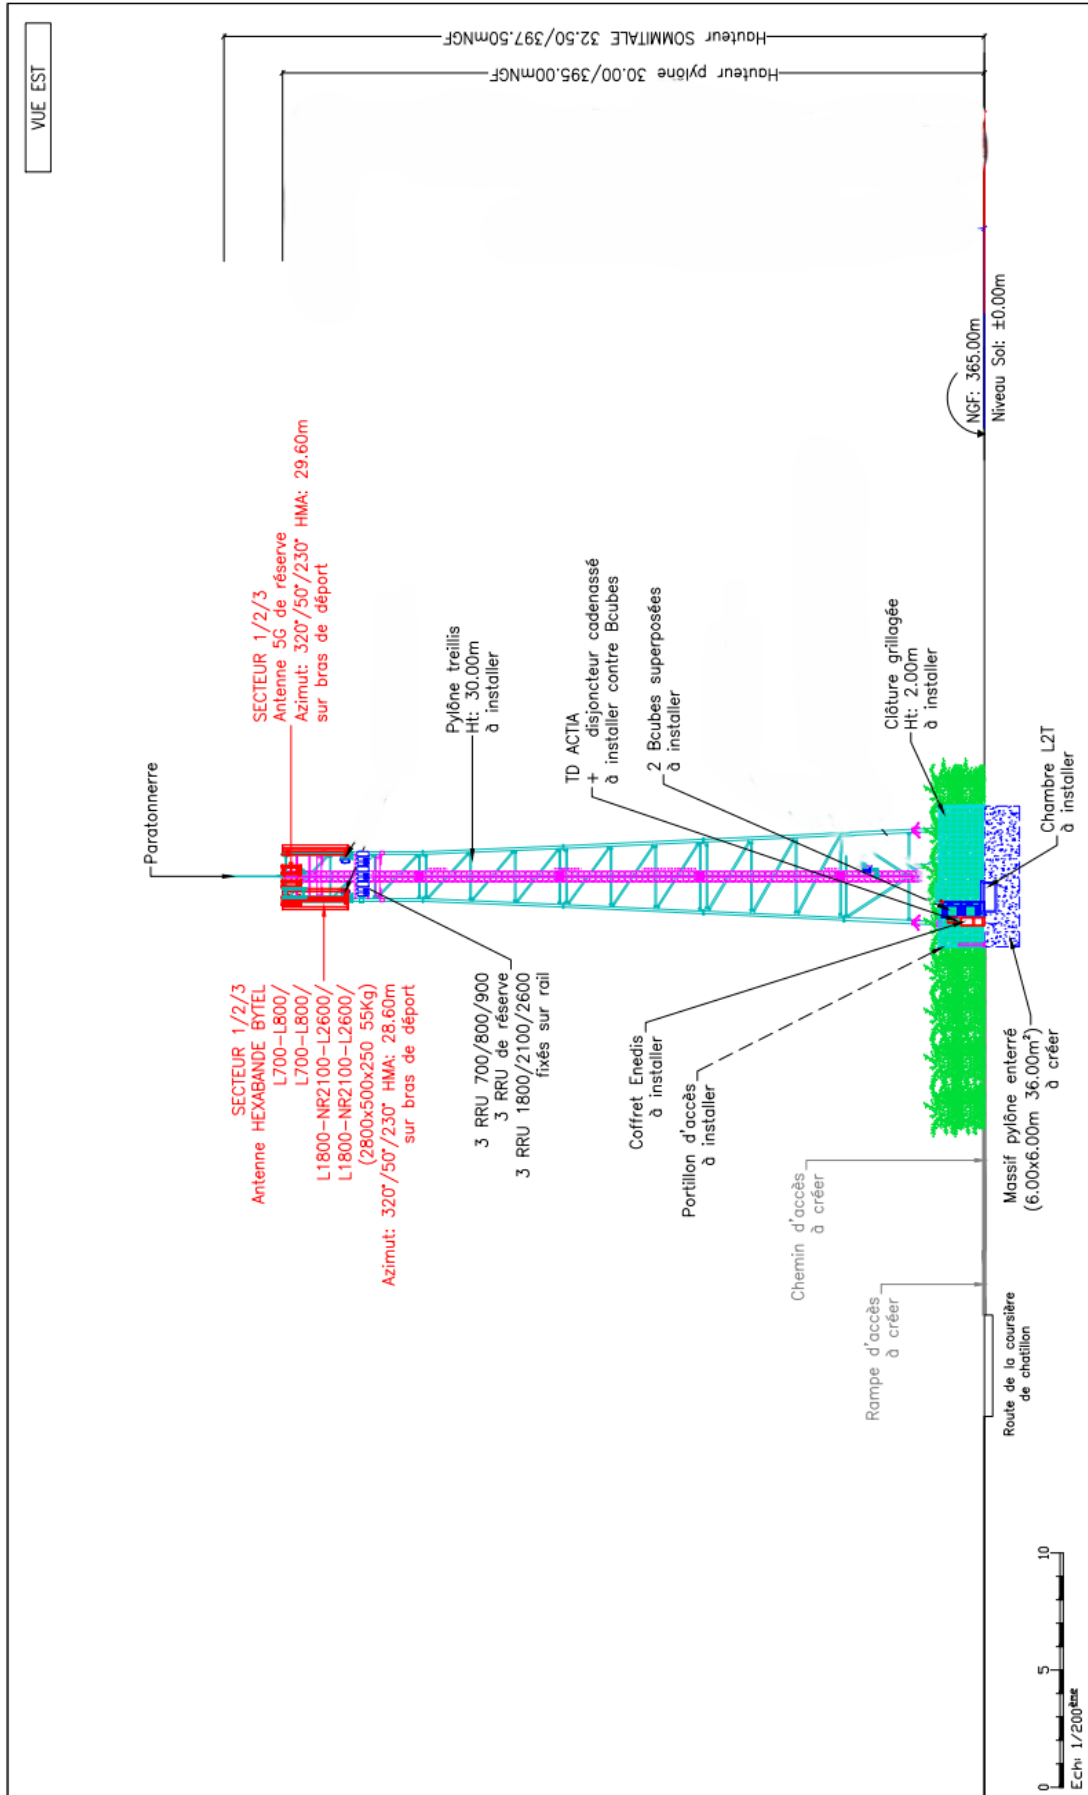 VUE EST
Hauteur SOMMITALE 32.50/397.50mNGF
Hauteur pylône 30.00/395.00mNGF
Paratonnerre
SECTEUR 1/2/3
Antenne 5G de réserve
Azimut: 320°/50°/230° HMA: 29.60m
sur bras de déport
SECTEUR 1/2/3
Antenne HEXABANDE BYTEL
L700-L800/
L700-L800/
L1800-NR2100-L2600/
L1800-NR2100-L2600/
(2800x500x250 55Kg)
Azimut: 320°/50°/230° HMA: 28.60m
sur bras de déport
Pylône treillis
Ht: 30.00m
à installer
3 RRU 700/800/900
3 RRU de réserve
3 RRU 1800/2100/2600
fixés sur rail
TD ACTIA
+ disjoncteur cadenassé
à installer contre Bcubes
2 Bcubes superposées
à installer
Coffret Enedis
à installer
Portillon d'accès
à installer
Clôture grillagée
Ht: 2.00m
à installer
Chemin d'accès
à créer
Rampe d'accès
à créer
NGF: 365.00m
Niveau Sol: ±0.00m
Chambre L2T
à installer
Massif pylône enterré
(6.00x6.00m 36.00m²)
à créer
Route de la coursière
de chatillon
0 5 10
Ech: 1/200ème